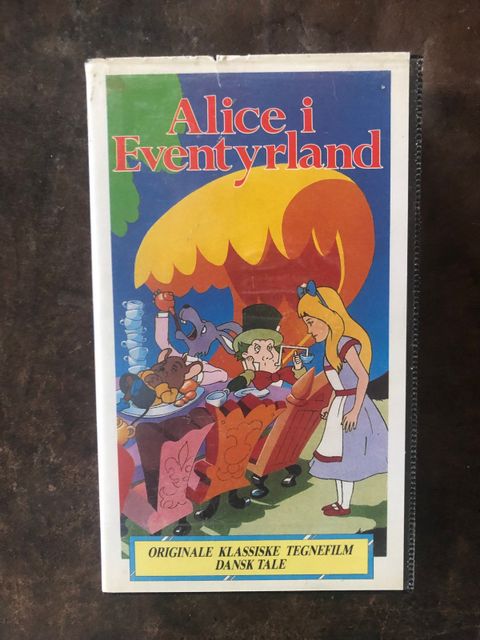 Alice i
Eventyrland
ORIGINALE KLASSISKE TEGNEFILM
DANSK TALE